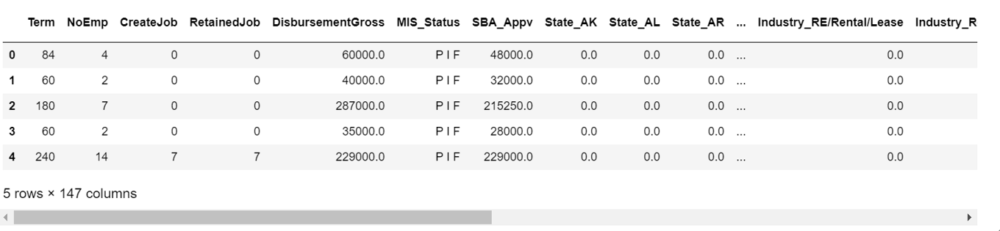 Term NoEmp CreateJob RetainedJob DisbursementGross MIS_Status SBA_Appv State_AK State_AL State_AR ... Industry_RE/Rental/Lease Industry_R
0 84 4 0 0 60000.0 P I F 48000.0 0.0 0.0 0.0 ... 0.0
1 60 2 0 0 40000.0 P I F 32000.0 0.0 0.0 0.0 ... 0.0
2 180 7 0 0 287000.0 P I F 215250.0 0.0 0.0 0.0 ... 0.0
3 60 2 0 0 35000.0 P I F 28000.0 0.0 0.0 0.0 ... 0.0
4 240 14 7 7 229000.0 P I F 229000.0 0.0 0.0 0.0 ... 0.0
5 rows × 147 columns